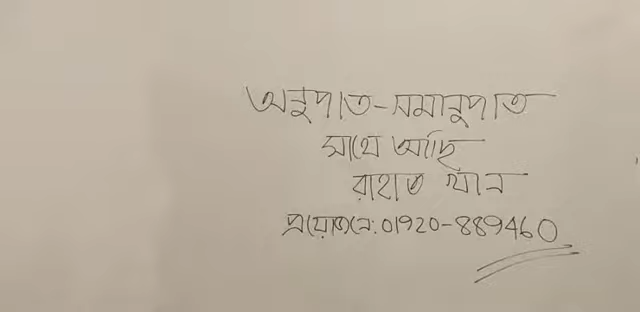 অনুপাত-সমানুপাত
সাথে আছি
রাহাত খান
প্রয়োজনে: 01920-889460